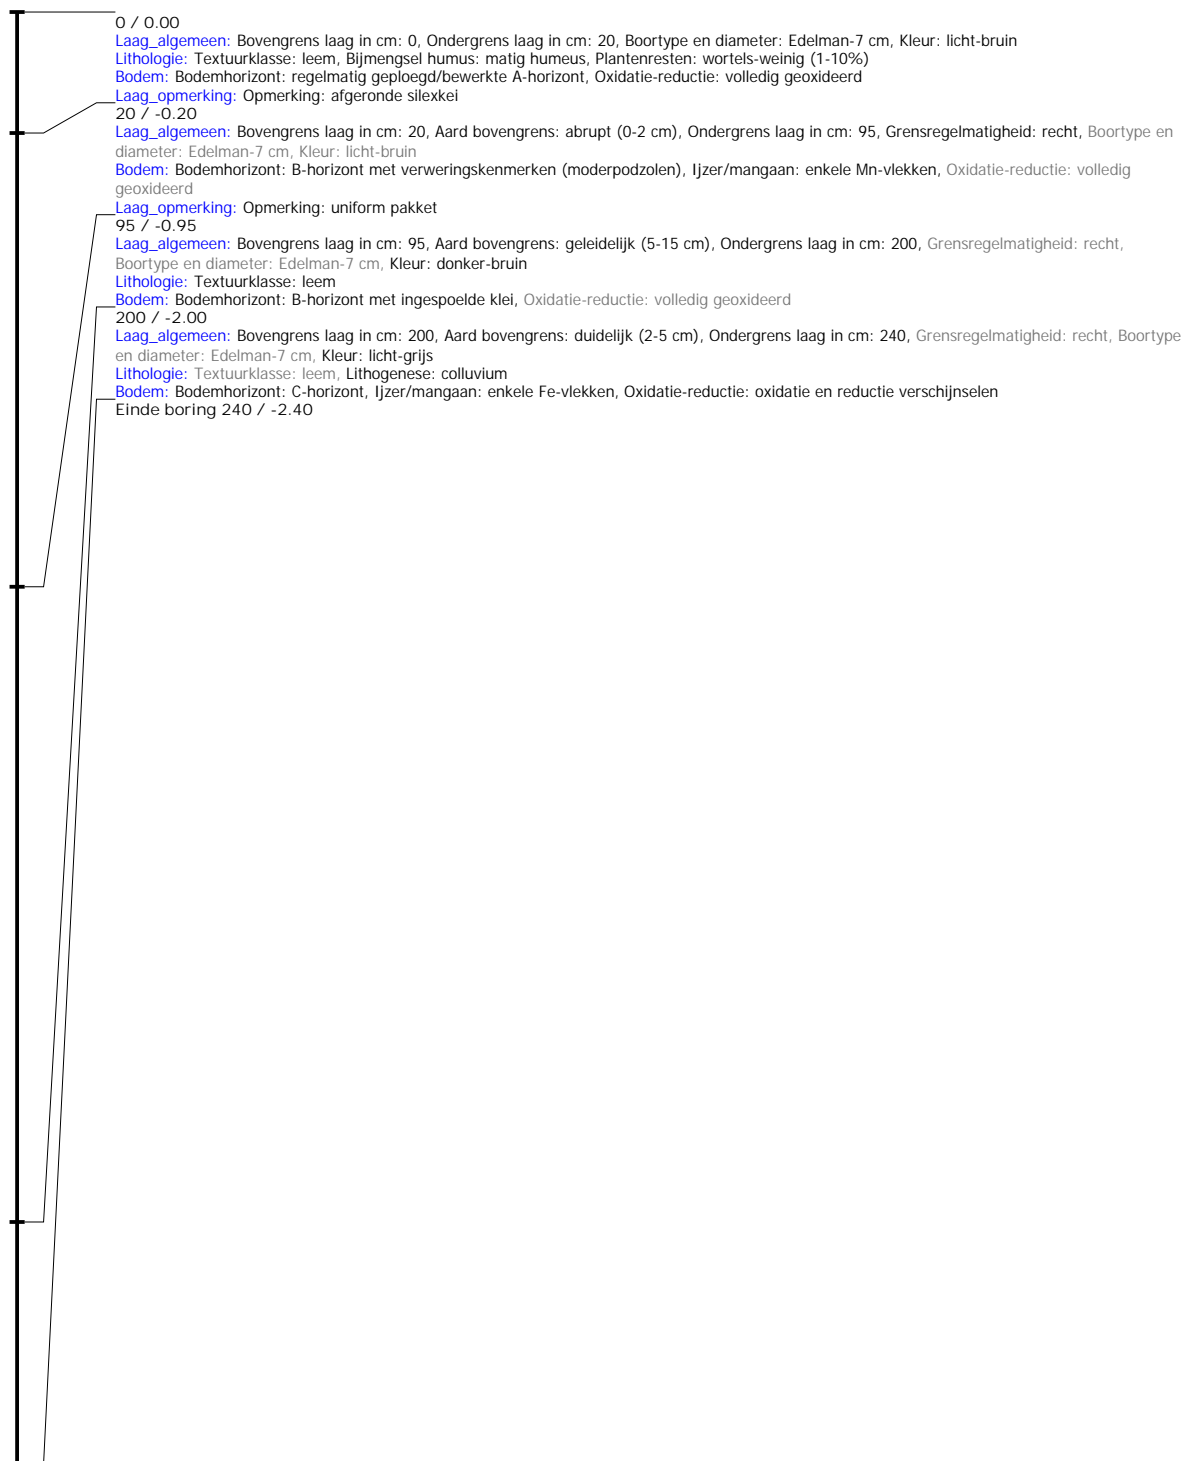 0 / 0.00
Laag_algemeen: Bovengrens laag in cm: 0, Ondergrens laag in cm: 20, Boortype en diameter: Edelman-7 cm, Kleur: licht-bruin
Lithologie: Textuurklasse: leem, Bijmengsel humus: matig humeus, Plantenresten: wortels-weinig (1-10%)
Bodem: Bodemhorizont: regelmatig geploegd/bewerkte A-horizont, Oxidatie-reductie: volledig geoxideerd
Laag_opmerking: Opmerking: afgeronde silexkei
20 / -0.20
Laag_algemeen: Bovengrens laag in cm: 20, Aard bovengrens: abrupt (0-2 cm), Ondergrens laag in cm: 95, Grensregelmatigheid: recht, Boortype en
diameter: Edelman-7 cm, Kleur: licht-bruin
Bodem: Bodemhorizont: B-horizont met verweringskenmerken (moderpodzolen), Ijzer/mangaan: enkele Mn-vlekken, Oxidatie-reductie: volledig
geoxideerd
Laag_opmerking: Opmerking: uniform pakket
95 / -0.95
Laag_algemeen: Bovengrens laag in cm: 95, Aard bovengrens: geleidelijk (5-15 cm), Ondergrens laag in cm: 200, Grensregelmatigheid: recht,
Boortype en diameter: Edelman-7 cm, Kleur: donker-bruin
Lithologie: Textuurklasse: leem
Bodem: Bodemhorizont: B-horizont met ingespoelde klei, Oxidatie-reductie: volledig geoxideerd
200 / -2.00
Laag_algemeen: Bovengrens laag in cm: 200, Aard bovengrens: duidelijk (2-5 cm), Ondergrens laag in cm: 240, Grensregelmatigheid: recht, Boortype
en diameter: Edelman-7 cm, Kleur: licht-grijs
Lithologie: Textuurklasse: leem, Lithogenese: colluvium
Bodem: Bodemhorizont: C-horizont, Ijzer/mangaan: enkele Fe-vlekken, Oxidatie-reductie: oxidatie en reductie verschijnselen
Einde boring 240 / -2.40